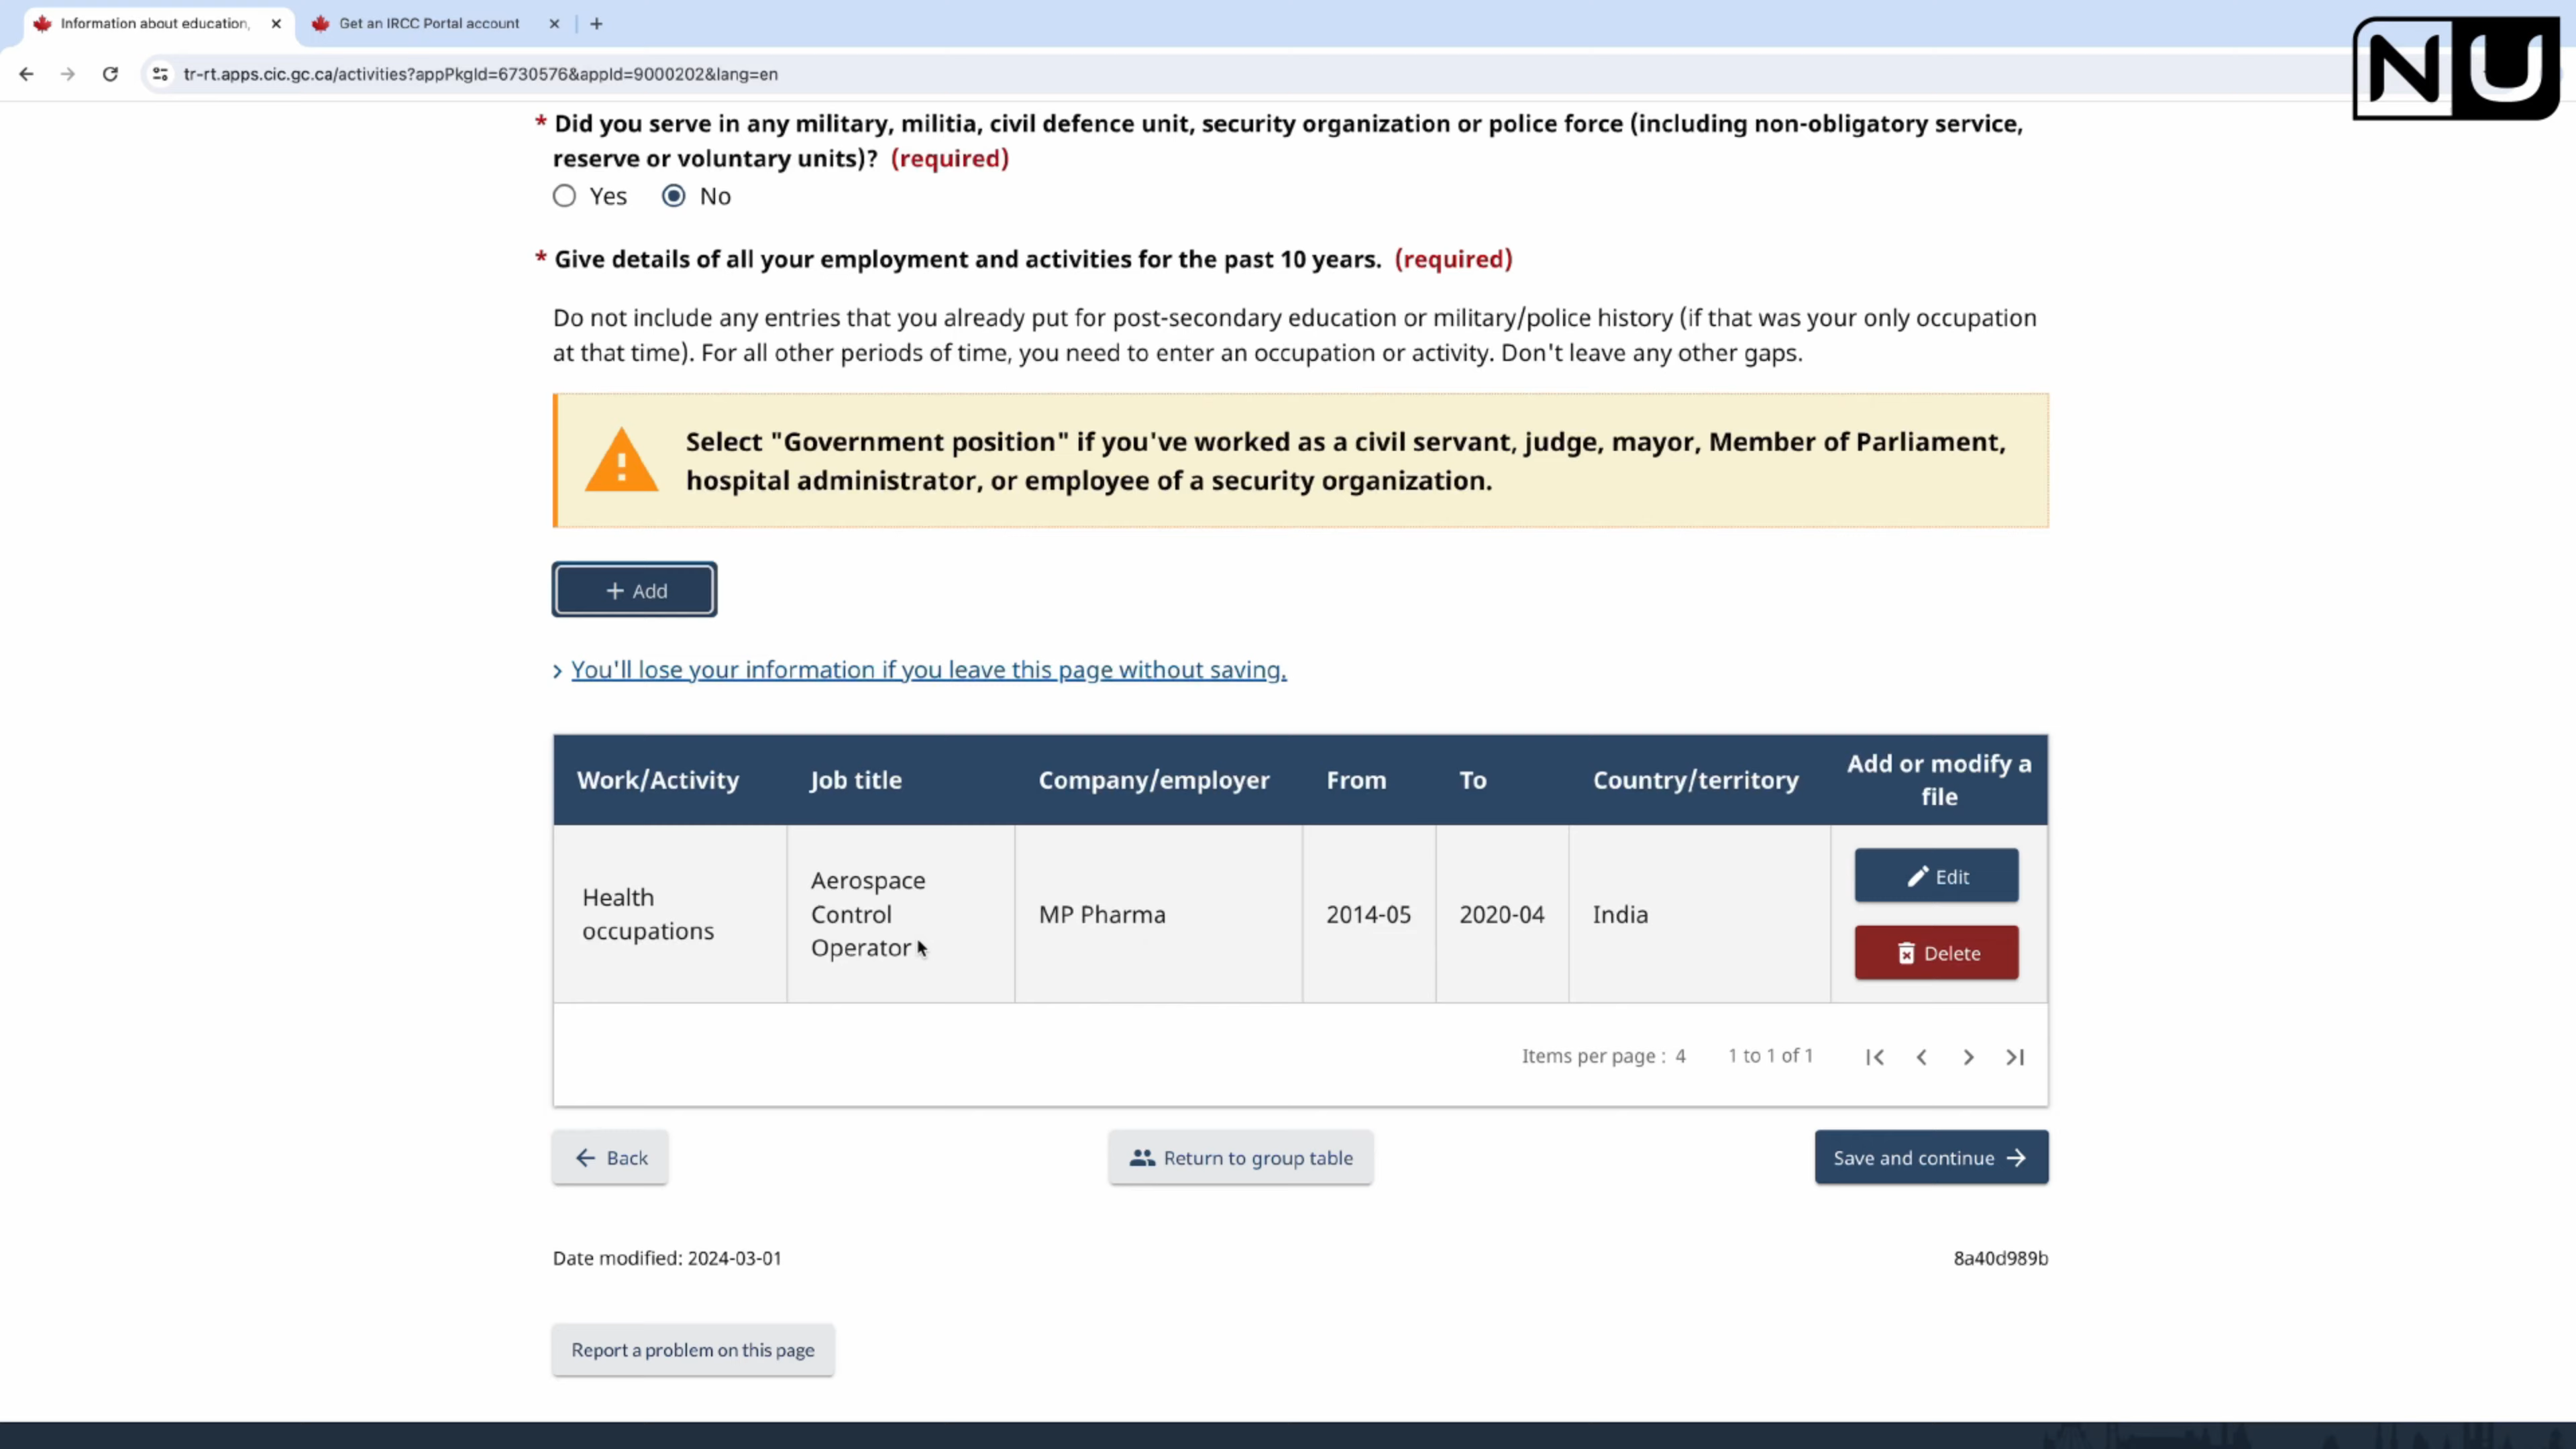 Information about education,
Get an IRCC Portal account
tr-rt.apps.cic.gc.ca/activities?appPkgId=6730576&appId=9000202&lang=en
NU
* Did you serve in any military, militia, civil defence unit, security organization or police force (including non-obligatory service,
reserve or voluntary units)? (required)
Yes No
* Give details of all your employment and activities for the past 10 years. (required)
Do not include any entries that you already put for post-secondary education or military/police history (if that was your only occupation
at that time). For all other periods of time, you need to enter an occupation or activity. Don't leave any other gaps.
Select "Government position" if you've worked as a civil servant, judge, mayor, Member of Parliament,
hospital administrator, or employee of a security organization.
+ Add
You'll lose your information if you leave this page without saving.
Work/Activity Job title Company/employer From To Country/territory Add or modify a
file
Health
occupations
Aerospace
Control
Operator
MP Pharma
2014-05
2020-04
India
Edit
Delete
Items per page : 4 1 to 1 of 1
Back Return to group table Save and continue
Date modified: 2024-03-01 8a40d989b
Report a problem on this page